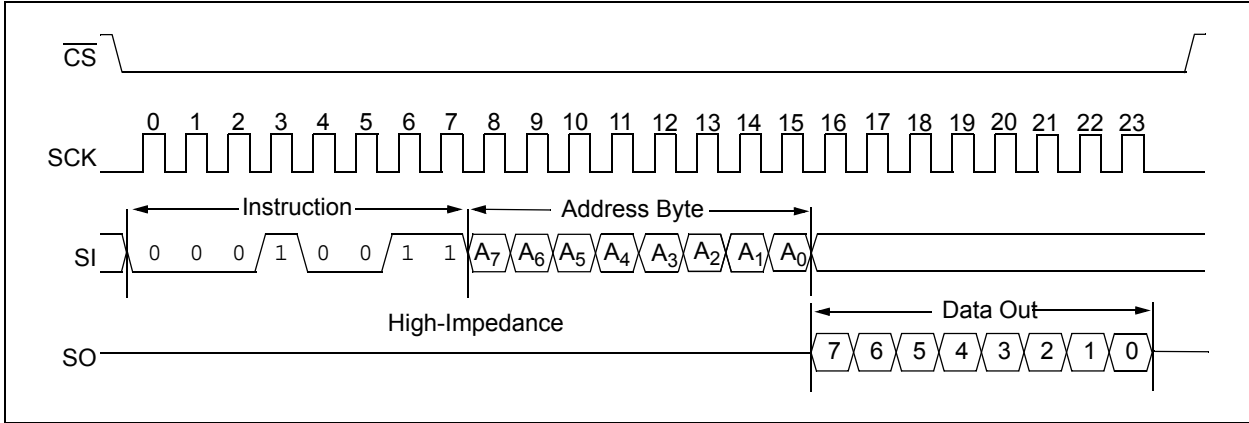 CS
0 1 2 3 4 5 6 7 8 9 10 11 12 13 14 15 16 17 18 19 20 21 22 23
SCK
Instruction Address Byte
SI 0 0 0 1 0 0 1 1 A7 A6 A5 A4 A3 A2 A1 A0
Data Out
High-Impedance
SO 7 6 5 4 3 2 1 0